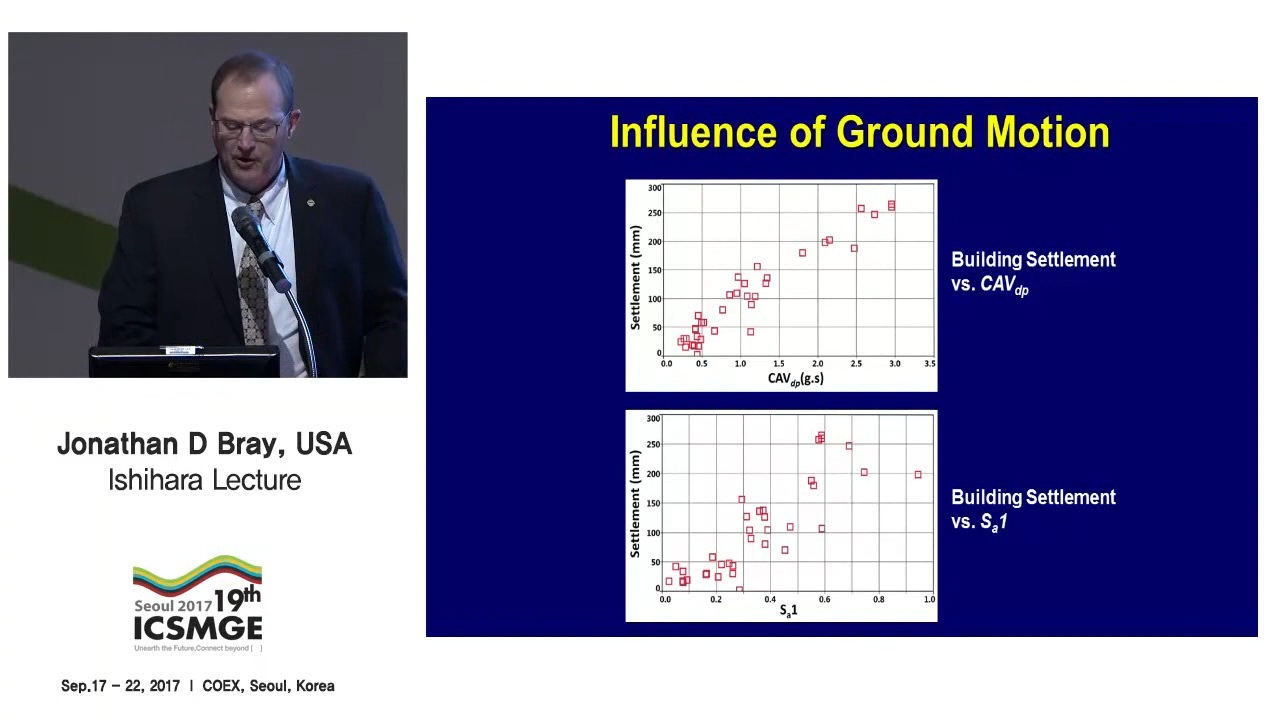 Influence of Ground Motion
300
250
200
150
100
50
0
Settlement (mm)
0.0 0.5 1.0 1.5 2.0 2.5 3.0 3.5
CAVdp(g.s)
Building Settlement
vs. CAVdp
300
250
200
150
100
50
0
Settlement (mm)
0.0 0.2 0.4 0.6 0.8 1.0
Sa1
Building Settlement
vs. Sa1
Jonathan D Bray, USA
Ishihara Lecture
Seoul 2017 19th
ICSMGE
Unearth the Future,Connect beyond [ ]
Sep.17 – 22, 2017 I COEX, Seoul, Korea